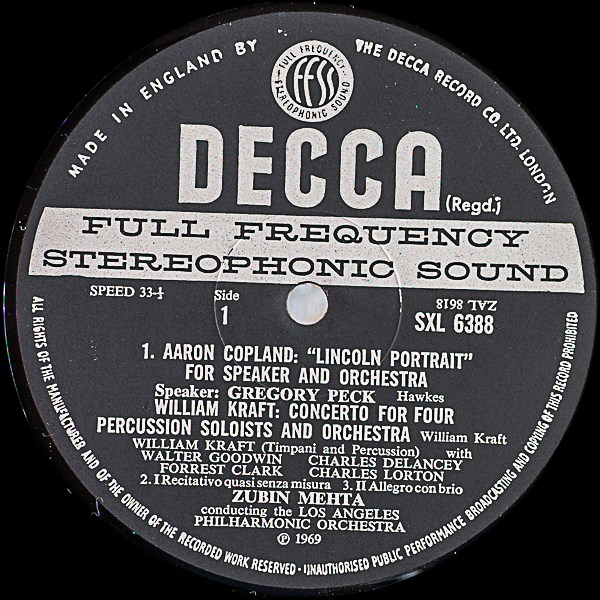 MADE IN ENGLAND BY
THE DECCA RECORD CO. LTD. LONDON
FULL FREQUENCY
FFSS
STEREOPHONIC SOUND
DECCA
(Regd.)
FULL FREQUENCY
STEREOPHONIC SOUND
SPEED 33⅓
Side
1
ZAL 8618
SXL 6388
1. AARON COPLAND: "LINCOLN PORTRAIT"
FOR SPEAKER AND ORCHESTRA
Speaker: GREGORY PECK Hawkes
WILLIAM KRAFT: CONCERTO FOR FOUR
PERCUSSION SOLOISTS AND ORCHESTRA William Kraft
WILLIAM KRAFT (Timpani and Percussion) with
WALTER GOODWIN CHARLES DELANCEY
FORREST CLARK CHARLES LORTON
2. I Recitativo quasi senza misura 3. II Allegro con brio
ZUBIN MEHTA
conducting the LOS ANGELES
PHILHARMONIC ORCHESTRA
℗ 1969
ALL RIGHTS OF THE MANUFACTURER AND OF THE OWNER OF THE RECORDED WORK RESERVED · UNAUTHORISED PUBLIC PERFORMANCE BROADCASTING AND COPYING OF THIS RECORD PROHIBITED